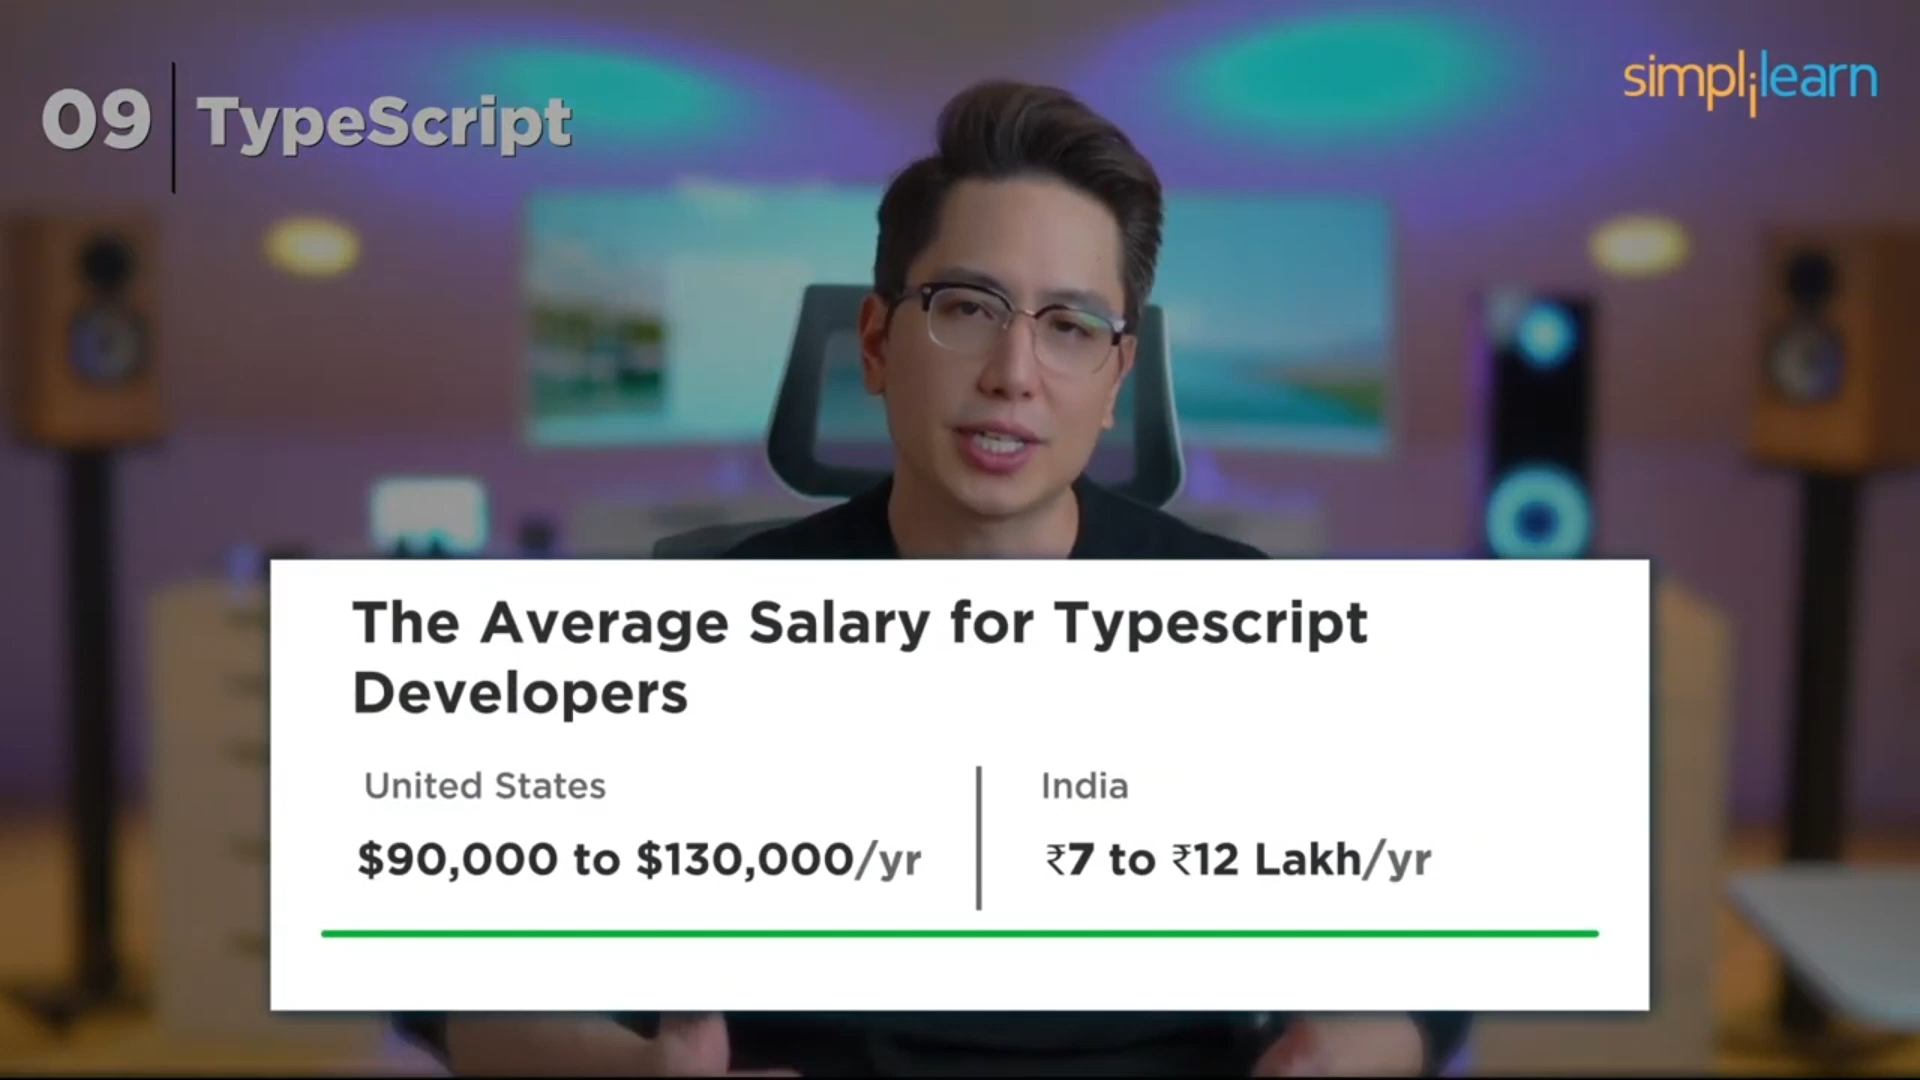 09 | TypeScript
simplilearn
The Average Salary for Typescript
Developers
United States
India
$90,000 to $130,000/yr
₹7 to ₹12 Lakh/yr